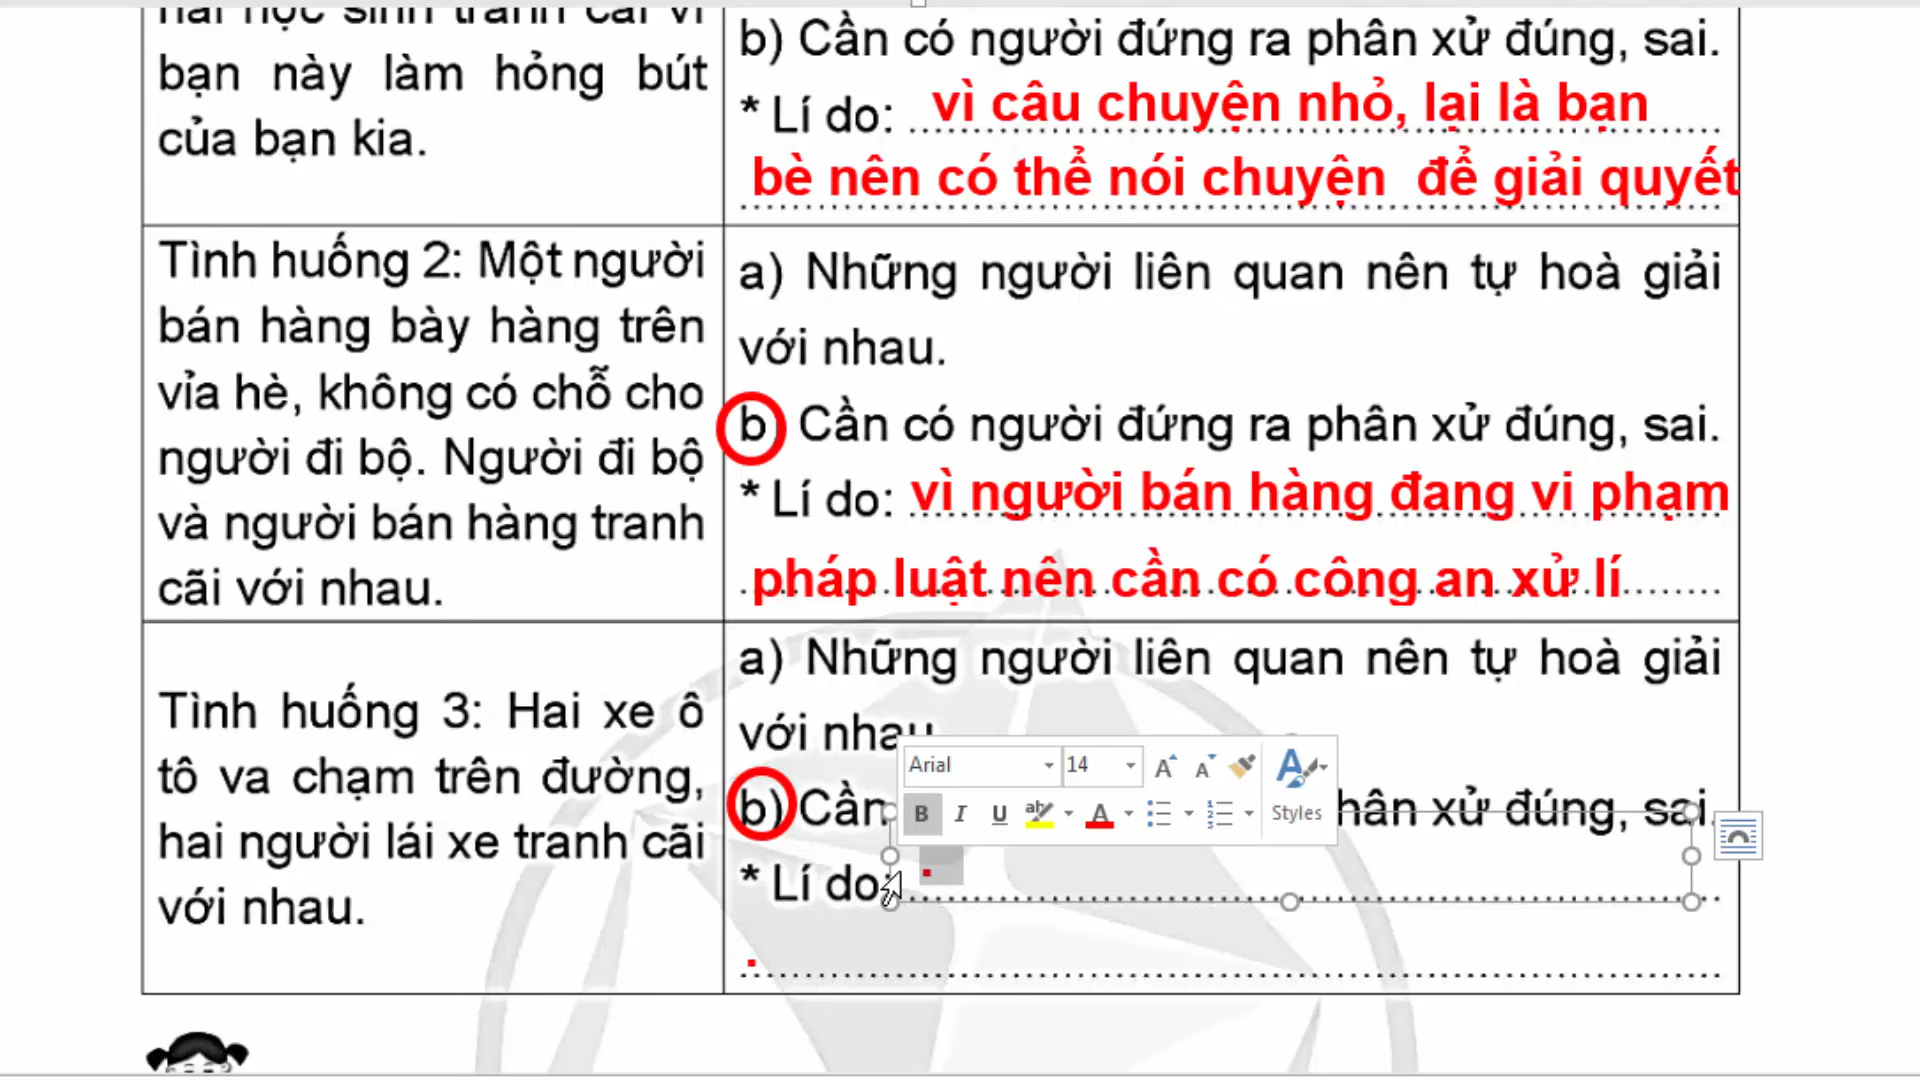 hai học sinh tranh cãi vì
bạn này làm hỏng bút
của bạn kia.
b) Cần có người đứng ra phân xử đúng, sai.
* Lí do: vì câu chuyện nhỏ, lại là bạn
bè nên có thể nói chuyện để giải quyết
Tình huống 2: Một người
bán hàng bày hàng trên
vỉa hè, không có chỗ cho
người đi bộ. Người đi bộ
và người bán hàng tranh
cãi với nhau.
a) Những người liên quan nên tự hoà giải
với nhau.
b Cần có người đứng ra phân xử đúng, sai.
* Lí do: vì người bán hàng đang vi phạm
pháp luật nên cần có công an xử lí
Tình huống 3: Hai xe ô
tô va chạm trên đường,
hai người lái xe tranh cãi
với nhau.
a) Những người liên quan nên tự hoà giải
với nhau
Arial 14
B I U Styles
b) Cần hân xử đúng, sai.
* Lí do: